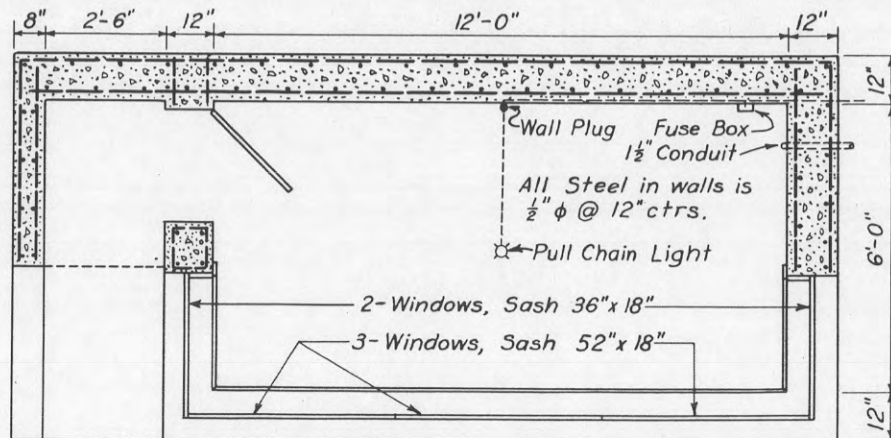 8" 2-6" 12" 12'-0" 12"
12"
Wall Plug Fuse Box
1½" Conduit
All Steel in walls is
½" φ @ 12" ctrs.
6'-0"
Pull Chain Light
2-Windows, Sash 36"x 18"
3-Windows, Sash 52"x 18"
12"